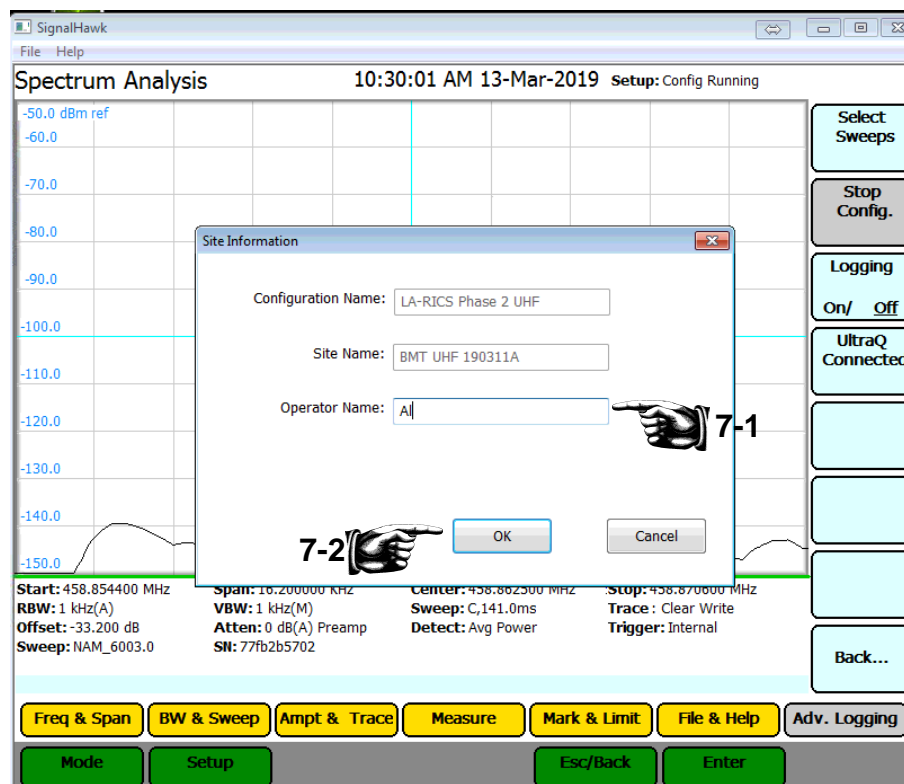 SignalHawk
File Help
Spectrum Analysis 10:30:01 AM 13-Mar-2019 Setup: Config Running
-50.0 dBm ref
-60.0
-70.0
-80.0
-90.0
-100.0
-110.0
-120.0
-130.0
-140.0
-150.0
Site Information
Configuration Name: LA-RICS Phase 2 UHF
Site Name: BMT UHF 190311A
Operator Name: Al
7-1
7-2
OK
Cancel
Start: 458.854400 MHz Span: 16.200000 KHz Center: 458.862500 MHz Stop: 458.870600 MHz
RBW: 1 kHz(A) VBW: 1 kHz(M) Sweep: C,141.0ms Trace : Clear Write
Offset: -33.200 dB Atten: 0 dB(A) Preamp Detect: Avg Power Trigger: Internal
Sweep: NAM_6003.0 SN: 77fb2b5702
Select
Sweeps
Stop
Config.
Logging
On/ Off
UltraQ
Connected
Back...
Freq & Span BW & Sweep Ampt & Trace Measure Mark & Limit File & Help Adv. Logging
Mode Setup Esc/Back Enter